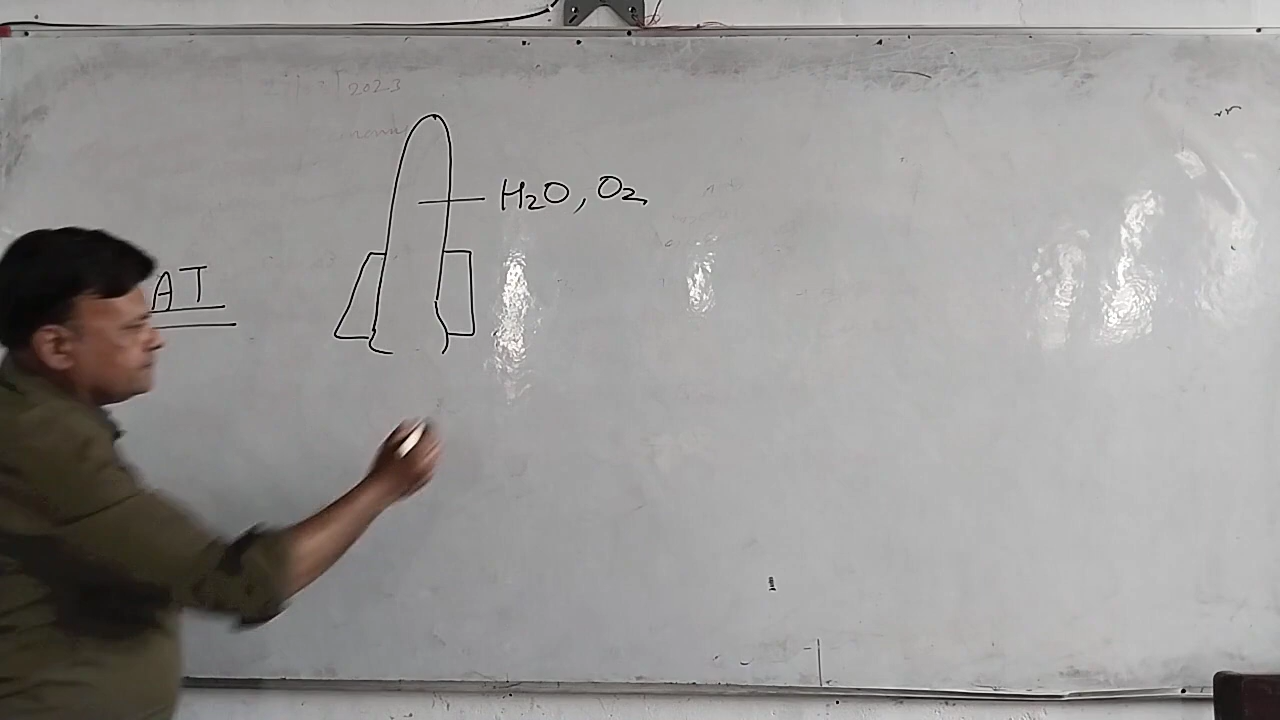 2023
H₂O, O₂
AT